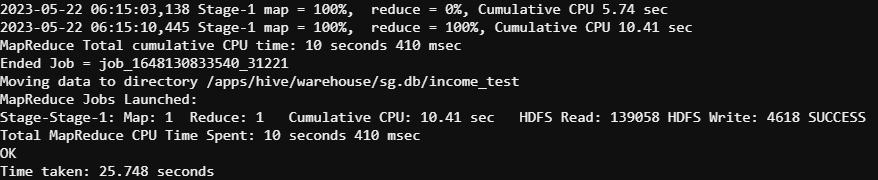 2023-05-22 06:15:03,138 Stage-1 map = 100%,  reduce = 0%, Cumulative CPU 5.74 sec
2023-05-22 06:15:10,445 Stage-1 map = 100%,  reduce = 100%, Cumulative CPU 10.41 sec
MapReduce Total cumulative CPU time: 10 seconds 410 msec
Ended Job = job_1648130833540_31221
Moving data to directory /apps/hive/warehouse/sg.db/income_test
MapReduce Jobs Launched:
Stage-Stage-1: Map: 1  Reduce: 1   Cumulative CPU: 10.41 sec   HDFS Read: 139058 HDFS Write: 4618 SUCCESS
Total MapReduce CPU Time Spent: 10 seconds 410 msec
OK
Time taken: 25.748 seconds